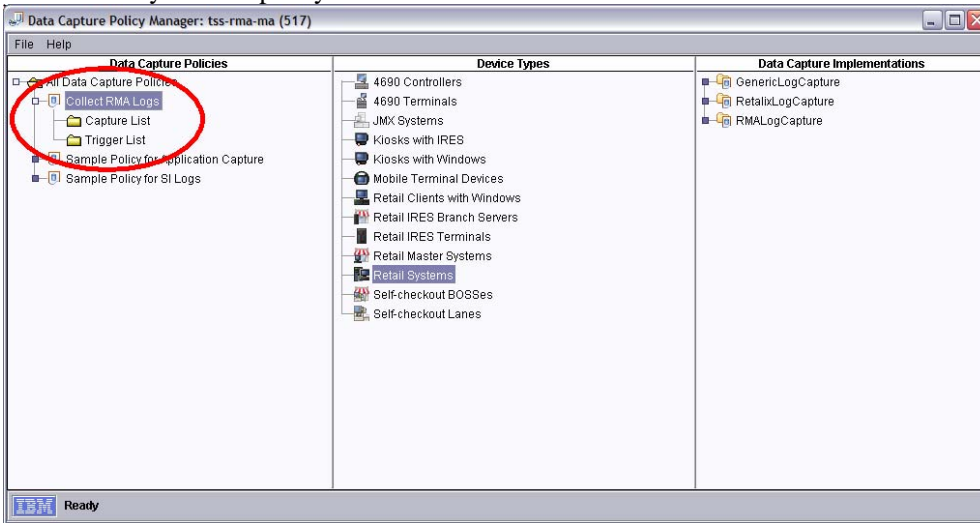 Data Capture Policy Manager: tss-rma-ma (517)
File Help
Data Capture Policies
All Data Capture Policies
Collect RMA Logs
Capture List
Trigger List
Sample Policy for Application Capture
Sample Policy for SI Logs
Device Types
4690 Controllers
4690 Terminals
JMX Systems
Kiosks with IRES
Kiosks with Windows
Mobile Terminal Devices
Retail Clients with Windows
Retail IRES Branch Servers
Retail IRES Terminals
Retail Master Systems
Retail Systems
Self-checkout BOSSes
Self-checkout Lanes
Data Capture Implementations
GenericLogCapture
RetalixLogCapture
RMALogCapture
IBM Ready